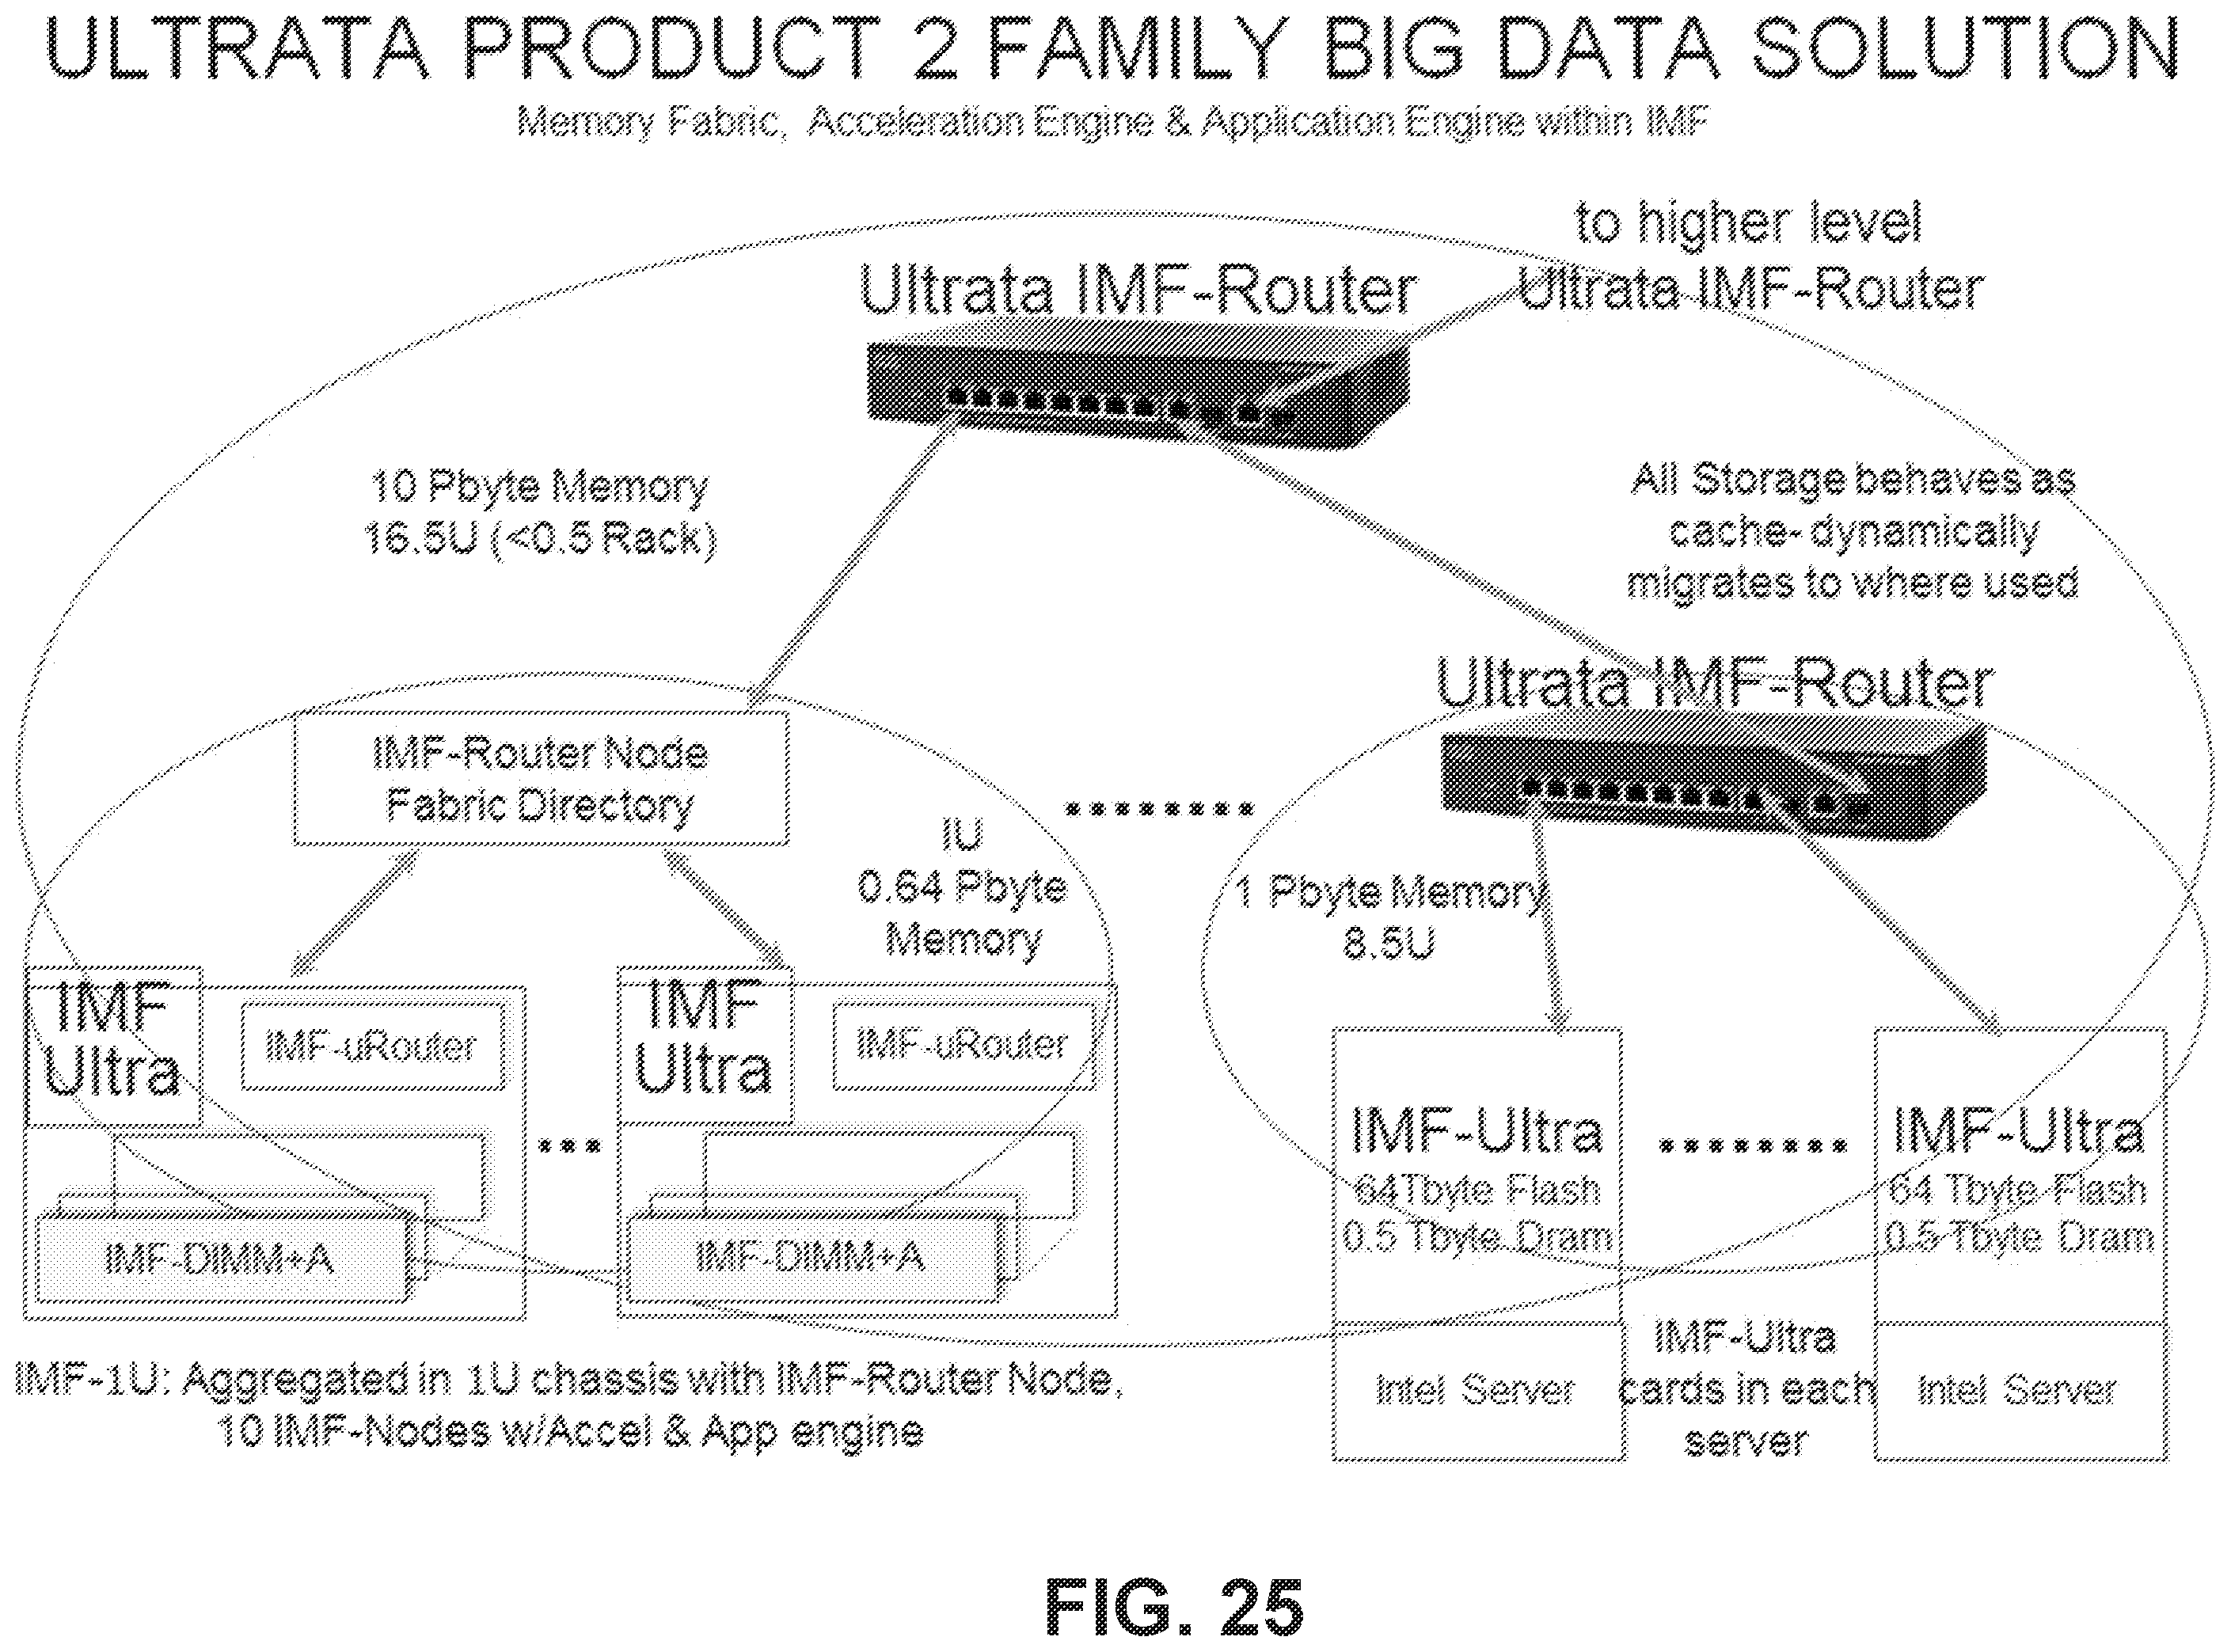 ULTRATA PRODUCT 2 FAMILY BIG DATA SOLUTION
Memory Fabric, Acceleration Engine & Application Engine within IMF
to higher level
Ultrata IMF-Router
Ultrata IMF-Router
10 Pbyte Memory
16.5U (<0.5 Rack)
All Storage behaves as
cache- dynamically
migrates to where used
Ultrata IMF-Router
IMF-Router Node
Fabric Directory
IU
0.64 Pbyte
Memory
1 Pbyte Memory
8.5U
IMF
Ultra
IMF-uRouter
IMF-DIMM+A
IMF
Ultra
IMF-uRouter
IMF-DIMM+A
IMF-Ultra
64Tbyte Flash
0.5 Tbyte Dram
Intel Server
IMF-Ultra
64 Tbyte Flash
0.5 Tbyte Dram
Intel Server
IMF-Ultra
cards in each
server
IMF-1U: Aggregated in 1U chassis with IMF-Router Node,
10 IMF-Nodes w/Accel & App engine
FIG. 25